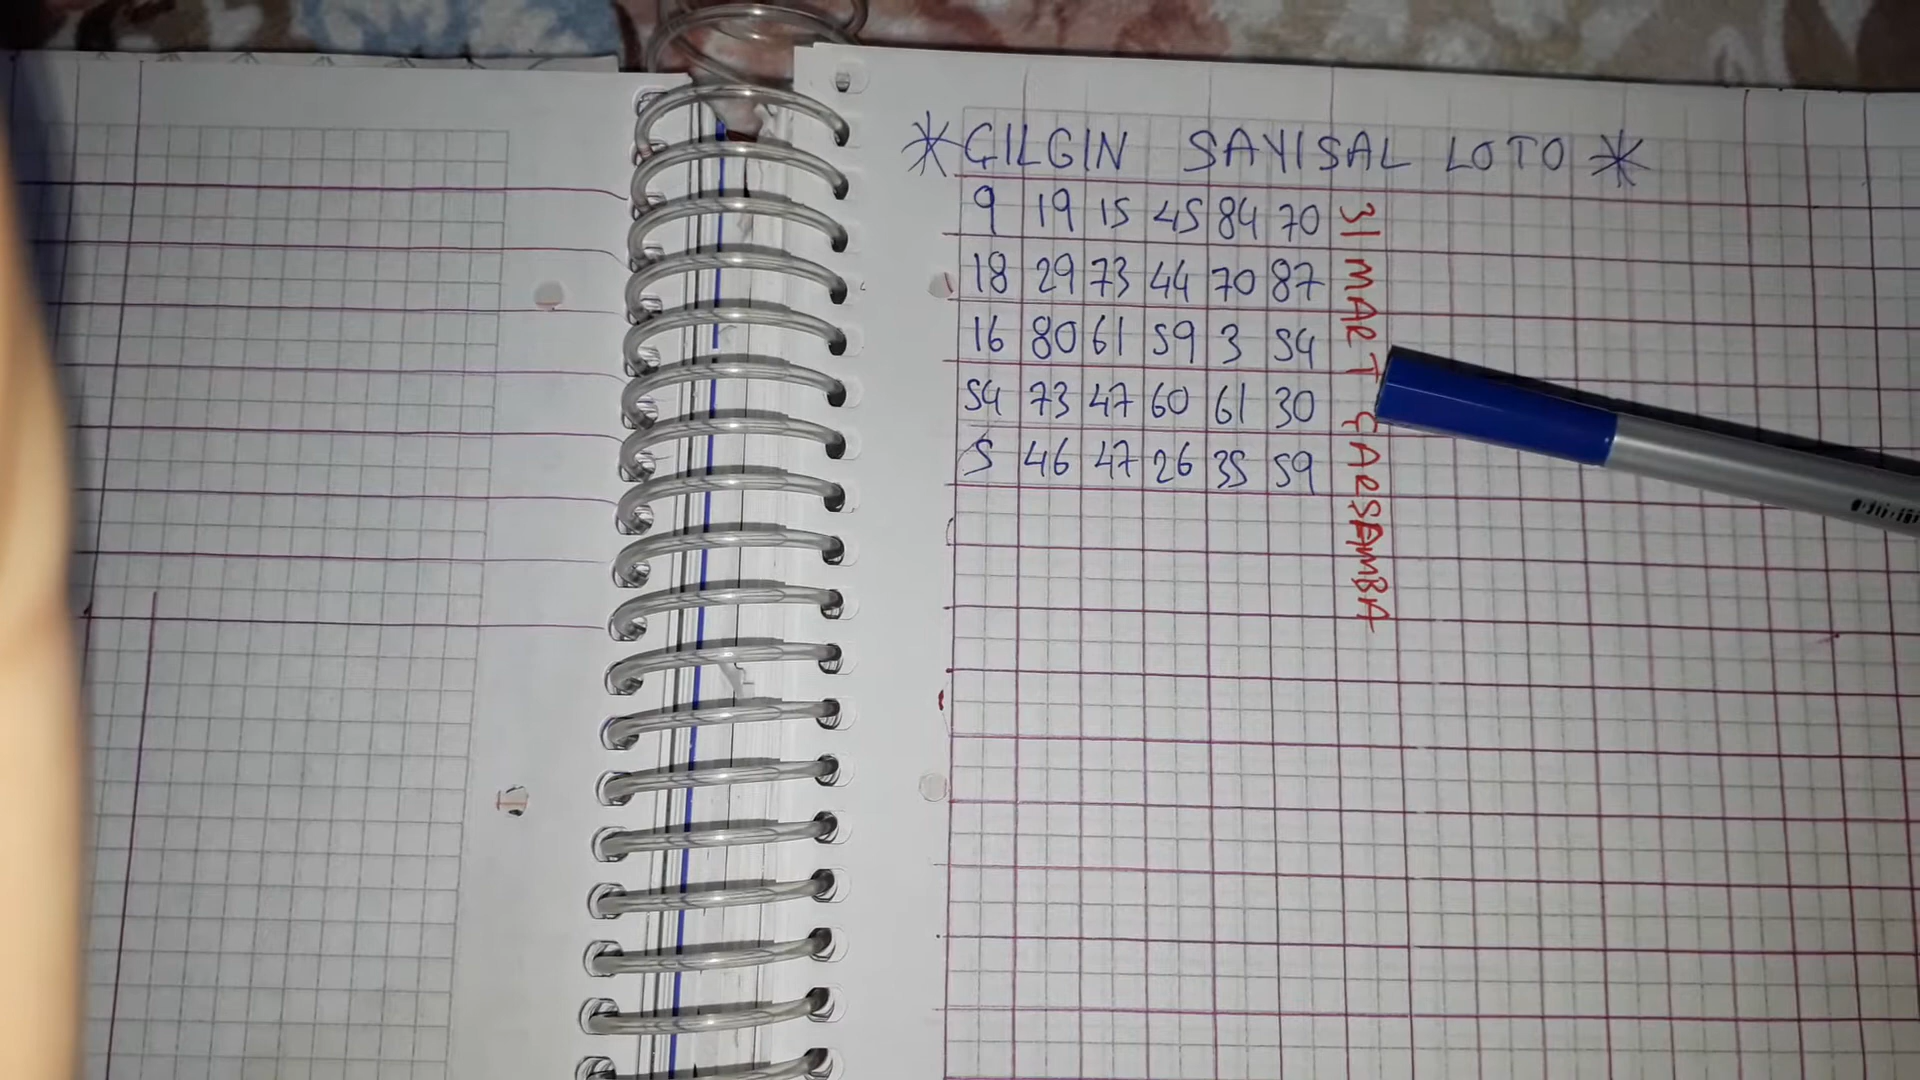 *ÇILGIN SAYISAL LOTO*
9 19 15 45 84 70
18 29 73 44 70 87
16 80 61 59 3 54
54 73 47 60 61 30
5 46 47 26 35 59
31 MART ÇARŞAMBA